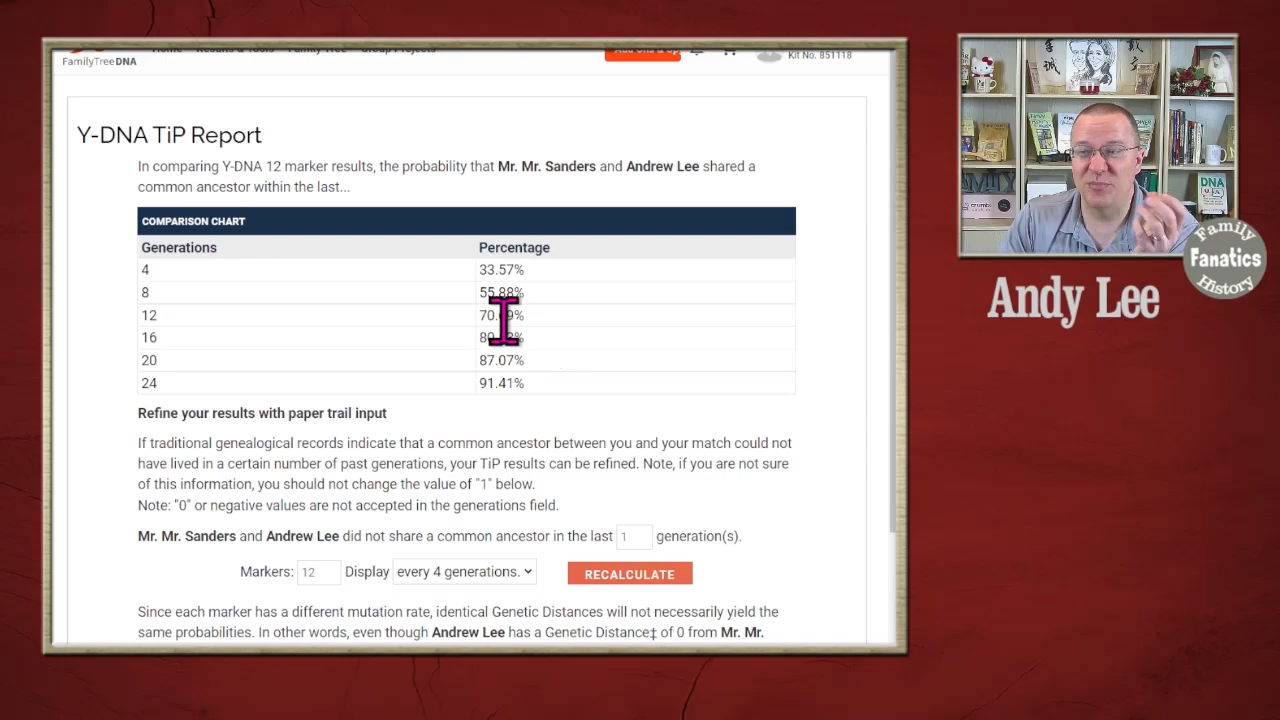 FamilyTreeDNA
Kit No. 851118
Y-DNA TiP Report
In comparing Y-DNA 12 marker results, the probability that Mr. Mr. Sanders and Andrew Lee shared a
common ancestor within the last...
COMPARISON CHART
Generations Percentage
4 33.57%
8 55.88%
12
16
20 87.07%
24 91.41%
Refine your results with paper trail input
If traditional genealogical records indicate that a common ancestor between you and your match could not
have lived in a certain number of past generations, your TiP results can be refined. Note, if you are not sure
of this information, you should not change the value of "1" below.
Note: "0" or negative values are not accepted in the generations field.
Mr. Mr. Sanders and Andrew Lee did not share a common ancestor in the last 1 generation(s).
Markers: 12 Display every 4 generations. RECALCULATE
Since each marker has a different mutation rate, identical Genetic Distances will not necessarily yield the
same probabilities. In other words, even though Andrew Lee has a Genetic Distance‡ of 0 from Mr. Mr.
DNA
Family
Fanatics
History
Andy Lee